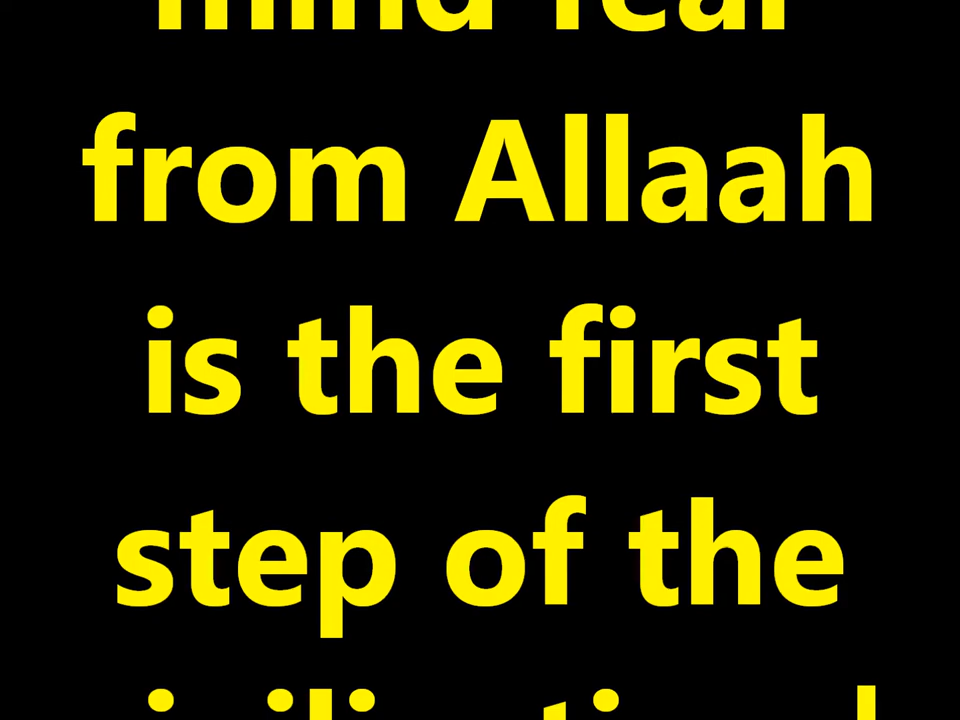 mind fear
from Allaah
is the first
step of the